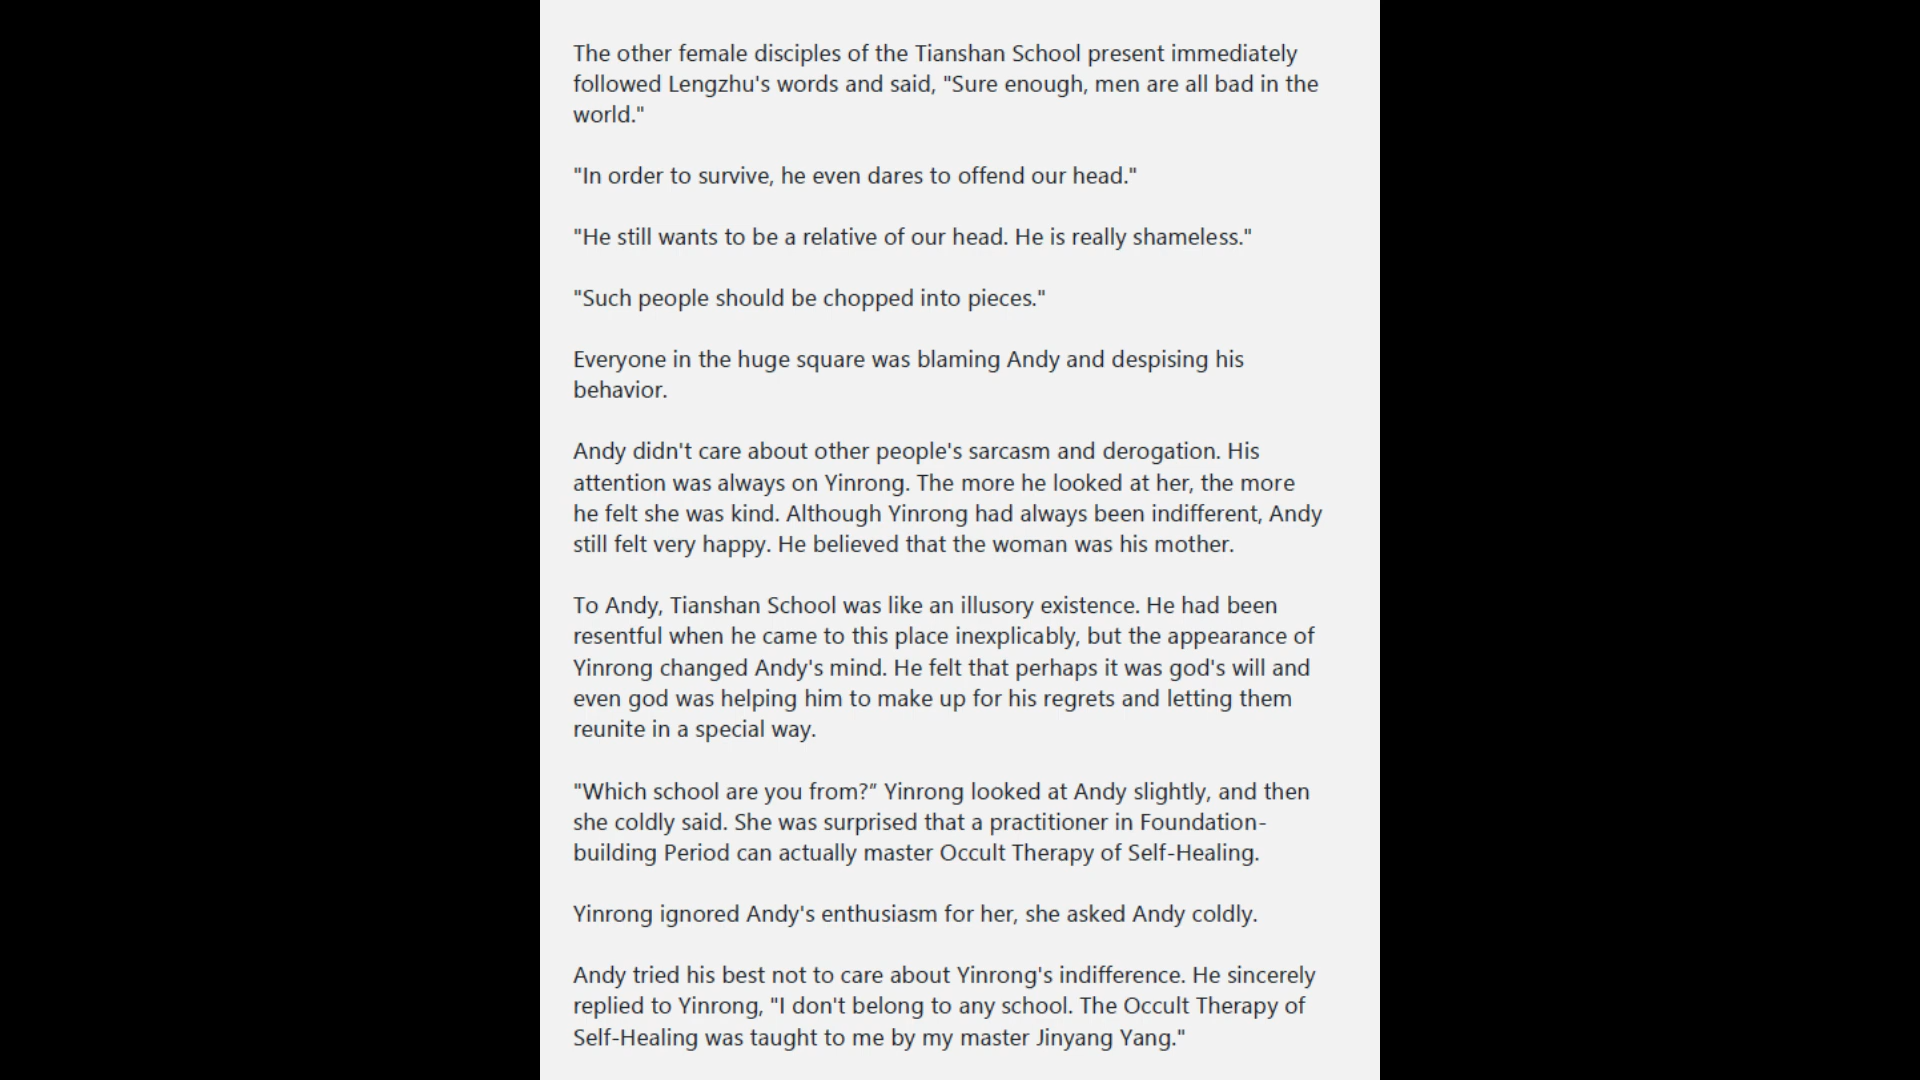 The other female disciples of the Tianshan School present immediately
followed Lengzhu's words and said, "Sure enough, men are all bad in the
world."
"In order to survive, he even dares to offend our head."
"He still wants to be a relative of our head. He is really shameless."
"Such people should be chopped into pieces."
Everyone in the huge square was blaming Andy and despising his
behavior.
Andy didn't care about other people's sarcasm and derogation. His
attention was always on Yinrong. The more he looked at her, the more
he felt she was kind. Although Yinrong had always been indifferent, Andy
still felt very happy. He believed that the woman was his mother.
To Andy, Tianshan School was like an illusory existence. He had been
resentful when he came to this place inexplicably, but the appearance of
Yinrong changed Andy's mind. He felt that perhaps it was god's will and
even god was helping him to make up for his regrets and letting them
reunite in a special way.
"Which school are you from?” Yinrong looked at Andy slightly, and then
she coldly said. She was surprised that a practitioner in Foundation-
building Period can actually master Occult Therapy of Self-Healing.
Yinrong ignored Andy's enthusiasm for her, she asked Andy coldly.
Andy tried his best not to care about Yinrong's indifference. He sincerely
replied to Yinrong, "I don't belong to any school. The Occult Therapy of
Self-Healing was taught to me by my master Jinyang Yang."